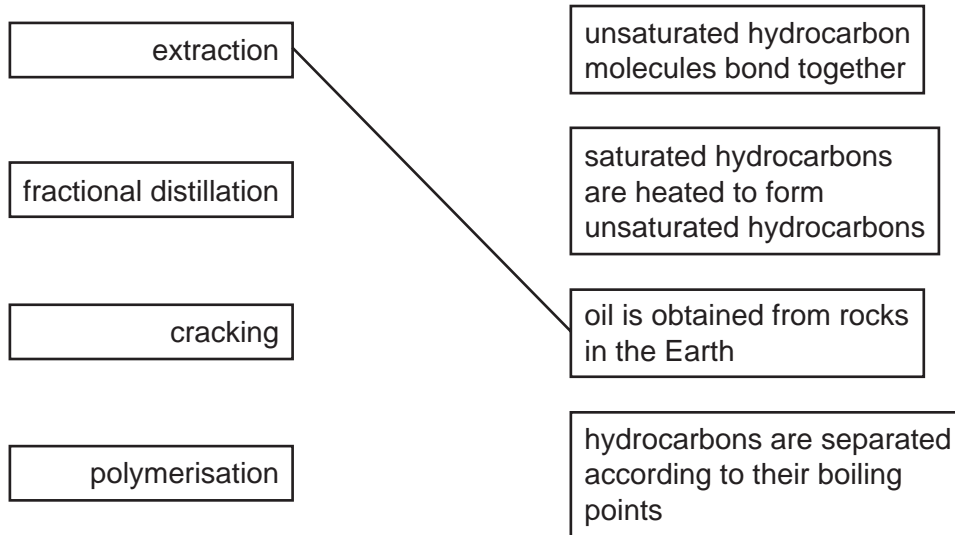 extraction
fractional distillation
cracking
polymerisation
unsaturated hydrocarbon
molecules bond together
saturated hydrocarbons
are heated to form
unsaturated hydrocarbons
oil is obtained from rocks
in the Earth
hydrocarbons are separated
according to their boiling
points